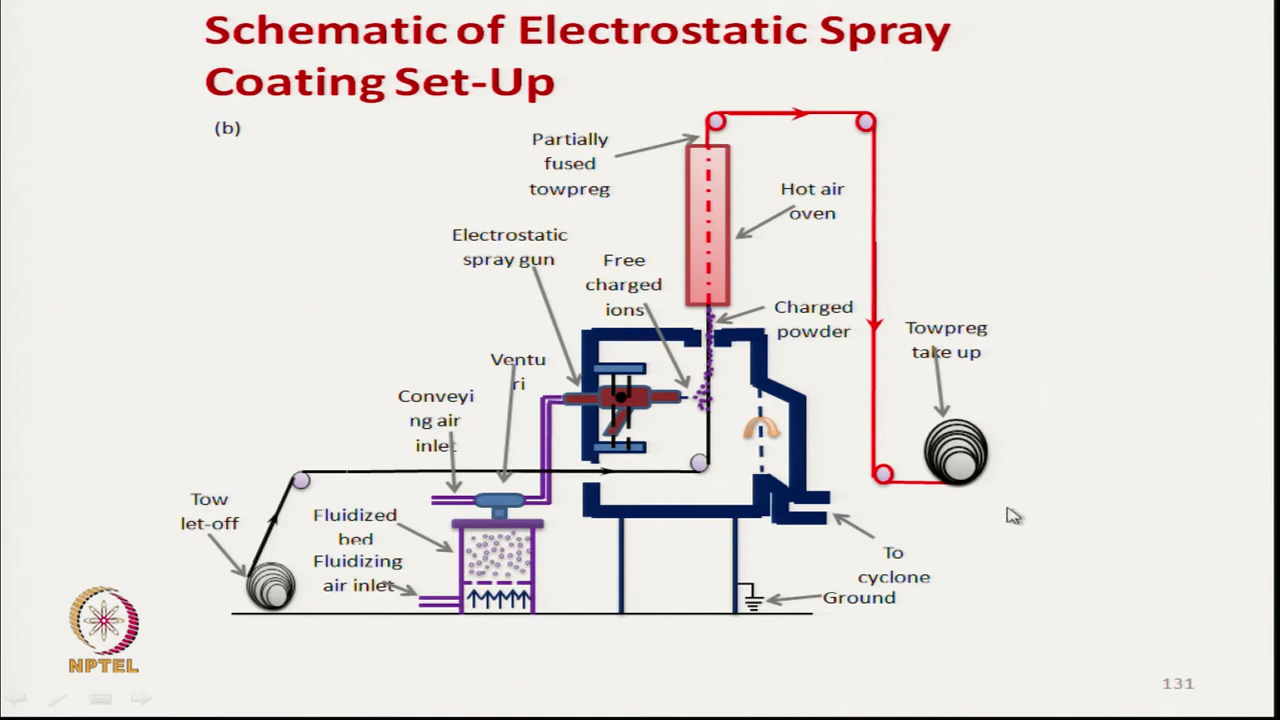 Schematic of Electrostatic Spray
Coating Set-Up
(b)
Partially
fused
towpreg
Hot air
oven
Electrostatic
spray gun
Free
charged
ions
Charged
powder
Towpreg
take up
Ventu
ri
Conveyi
ng air
inlet
Tow
let-off
Fluidized
bed
Fluidizing
air inlet
To
cyclone
Ground
NPTEL
131